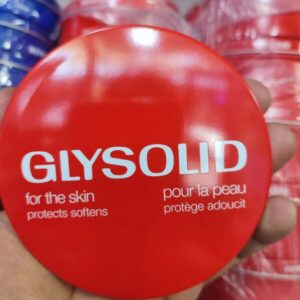 GLYSOLID
for the skin
protects softens
pour la peau
protège adoucit